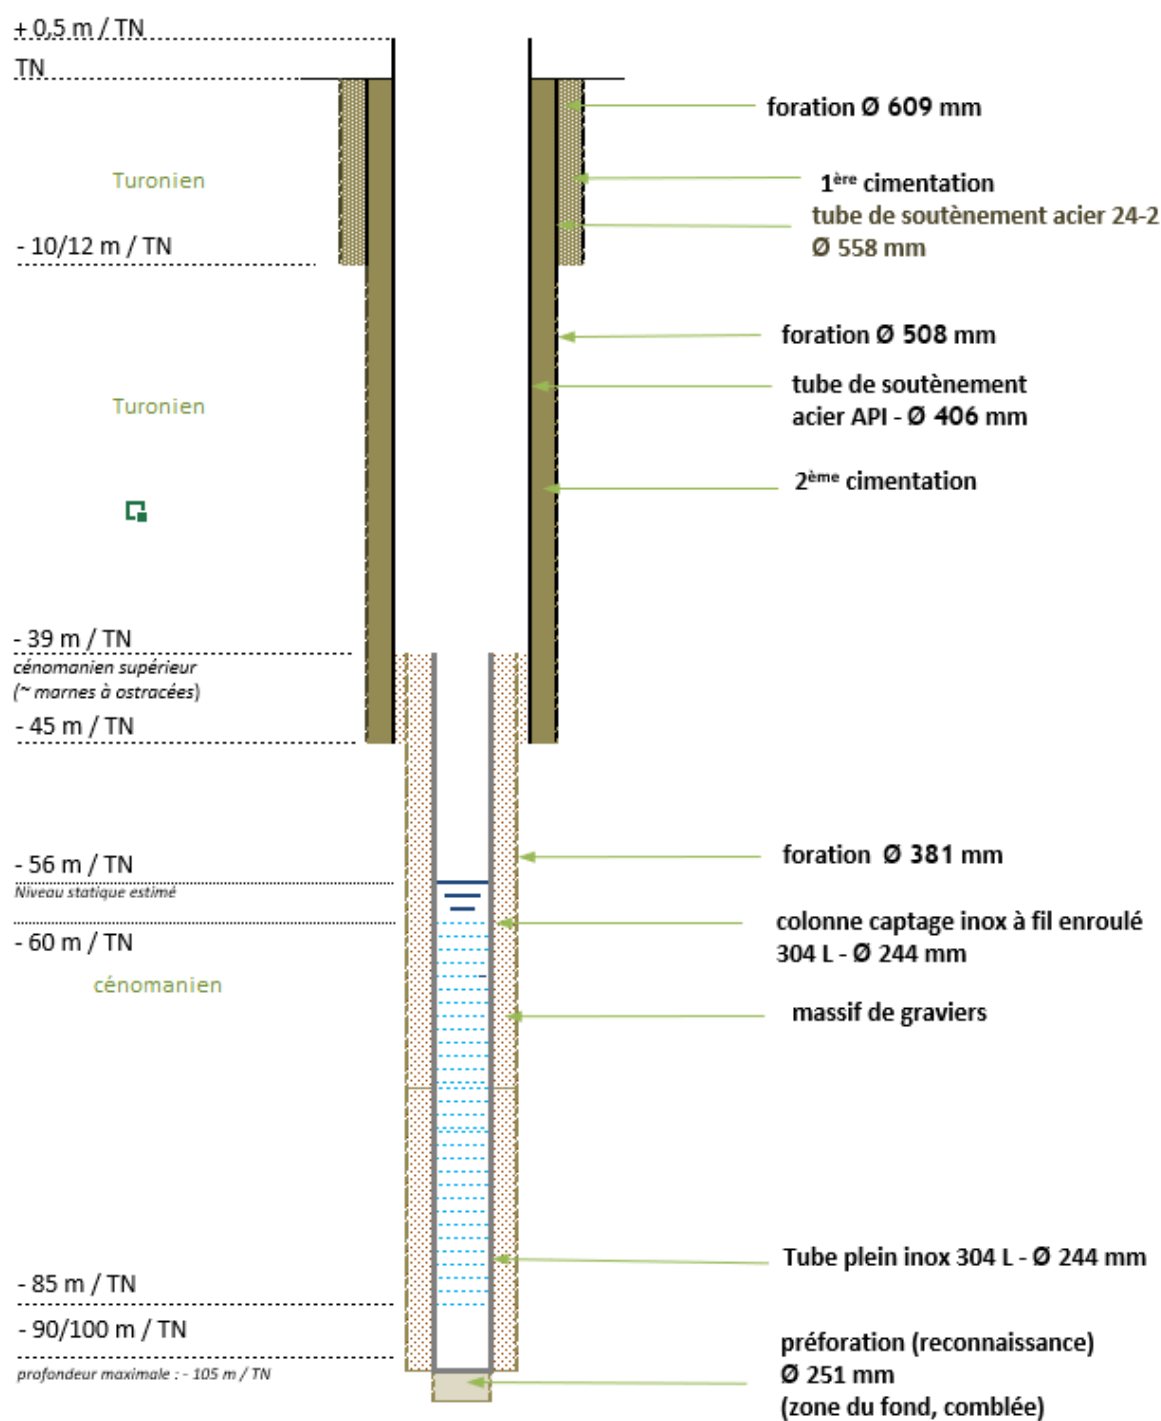 + 0,5 m / TN
TN
Turonien
- 10/12 m / TN
Turonien
- 39 m / TN
cénomanien supérieur
(~ marnes à ostracées)
- 45 m / TN
- 56 m / TN
Niveau statique estimé
- 60 m / TN
cénomanien
- 85 m / TN
- 90/100 m / TN
profondeur maximale : - 105 m / TN
foration Ø 609 mm
1ère cimentation
tube de soutènement acier 24-2
Ø 558 mm
foration Ø 508 mm
tube de soutènement
acier API - Ø 406 mm
2ème cimentation
foration Ø 381 mm
colonne captage inox à fil enroulé
304 L - Ø 244 mm
massif de graviers
Tube plein inox 304 L - Ø 244 mm
préforation (reconnaissance)
Ø 251 mm
(zone du fond, comblée)